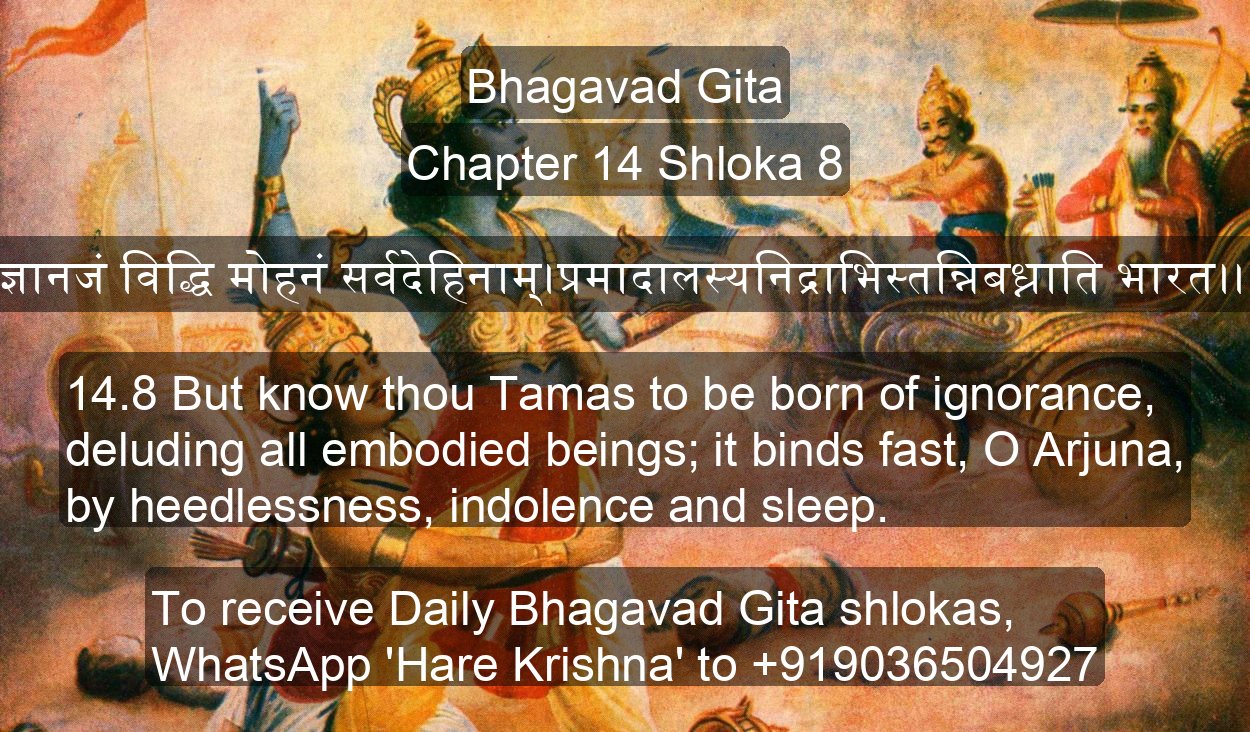 Bhagavad Gita
Chapter 14 Shloka 8
ज्ञानजं विद्धि मोहनं सर्वदेहिनाम्।प्रमादालस्यनिद्राभिस्तन्निबध्नाति भारत।।
14.8 But know thou Tamas to be born of ignorance,
deluding all embodied beings; it binds fast, O Arjuna,
by heedlessness, indolence and sleep.
To receive Daily Bhagavad Gita shlokas,
WhatsApp 'Hare Krishna' to +919036504927